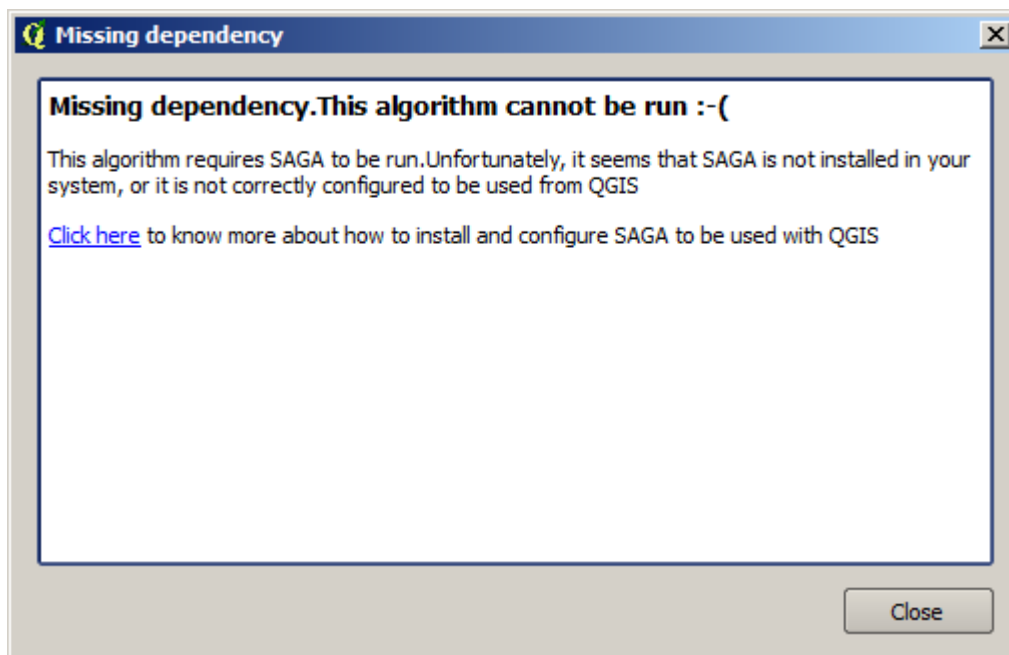 Missing dependency
Missing dependency.This algorithm cannot be run :-(
This algorithm requires SAGA to be run.Unfortunately, it seems that SAGA is not installed in your
system, or it is not correctly configured to be used from QGIS
Click here to know more about how to install and configure SAGA to be used with QGIS
Close